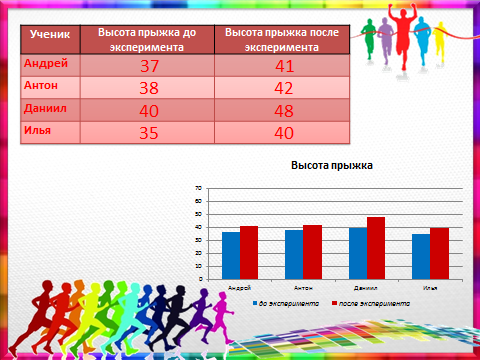 Ученик Высота прыжка до эксперимента Высота прыжка после эксперимента
Андрей 37 41
Антон 38 42
Даниил 40 48
Илья 35 40
Высота прыжка
70
60
50
40
30
20
10
0
Андрей Антон Даниил Илья
до эксперимента после эксперимента